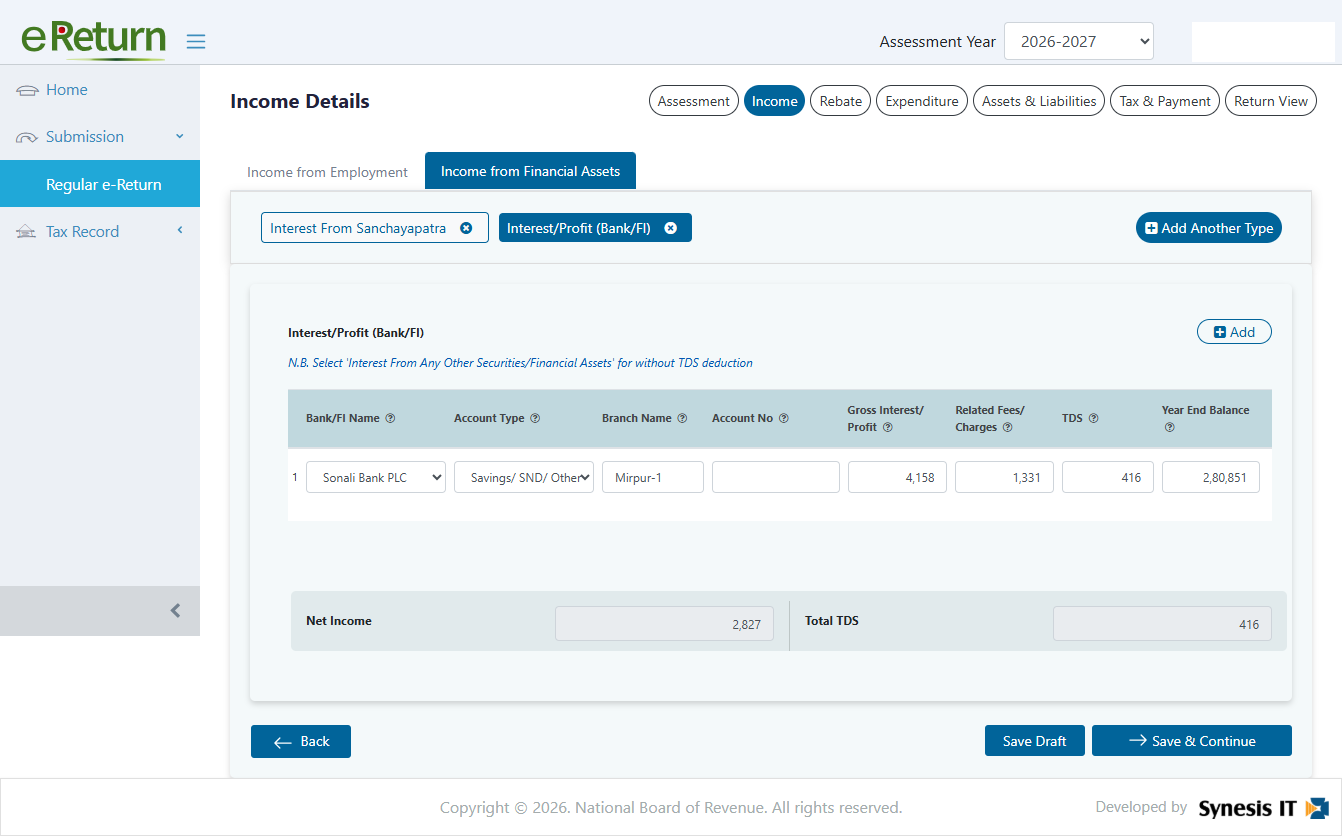 eReturn
Assessment Year 2026-2027
Home
Submission
Regular e-Return
Tax Record
Income Details
Assessment Income Rebate Expenditure Assets & Liabilities Tax & Payment Return View
Income from Employment Income from Financial Assets
Interest From Sanchayapatra Interest/Profit (Bank/FI) Add Another Type
Interest/Profit (Bank/FI) Add
N.B. Select 'Interest From Any Other Securities/Financial Assets' for without TDS deduction
Bank/FI Name Account Type Branch Name Account No Gross Interest/ Profit Related Fees/ Charges TDS Year End Balance
1 Sonali Bank PLC Savings/ SND/ Other Mirpur-1 4,158 1,331 416 2,80,851
Net Income 2,827 Total TDS 416
Back Save Draft Save & Continue
Copyright © 2026. National Board of Revenue. All rights reserved. Developed by Synesis IT